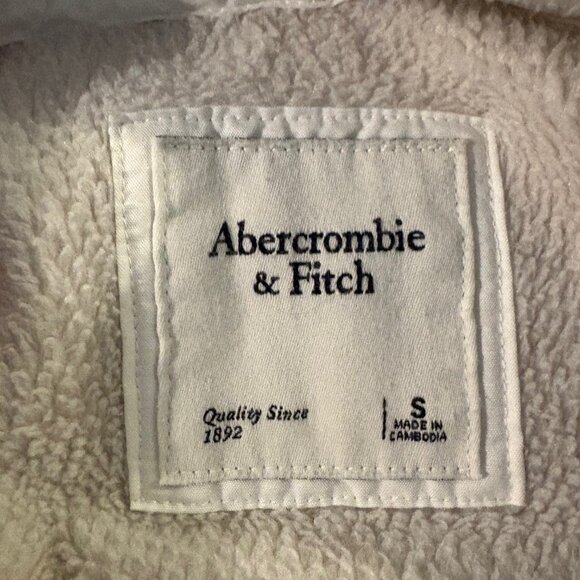 Abercrombie
& Fitch
Quality Since
1892
S
MADE IN
CAMBODIA